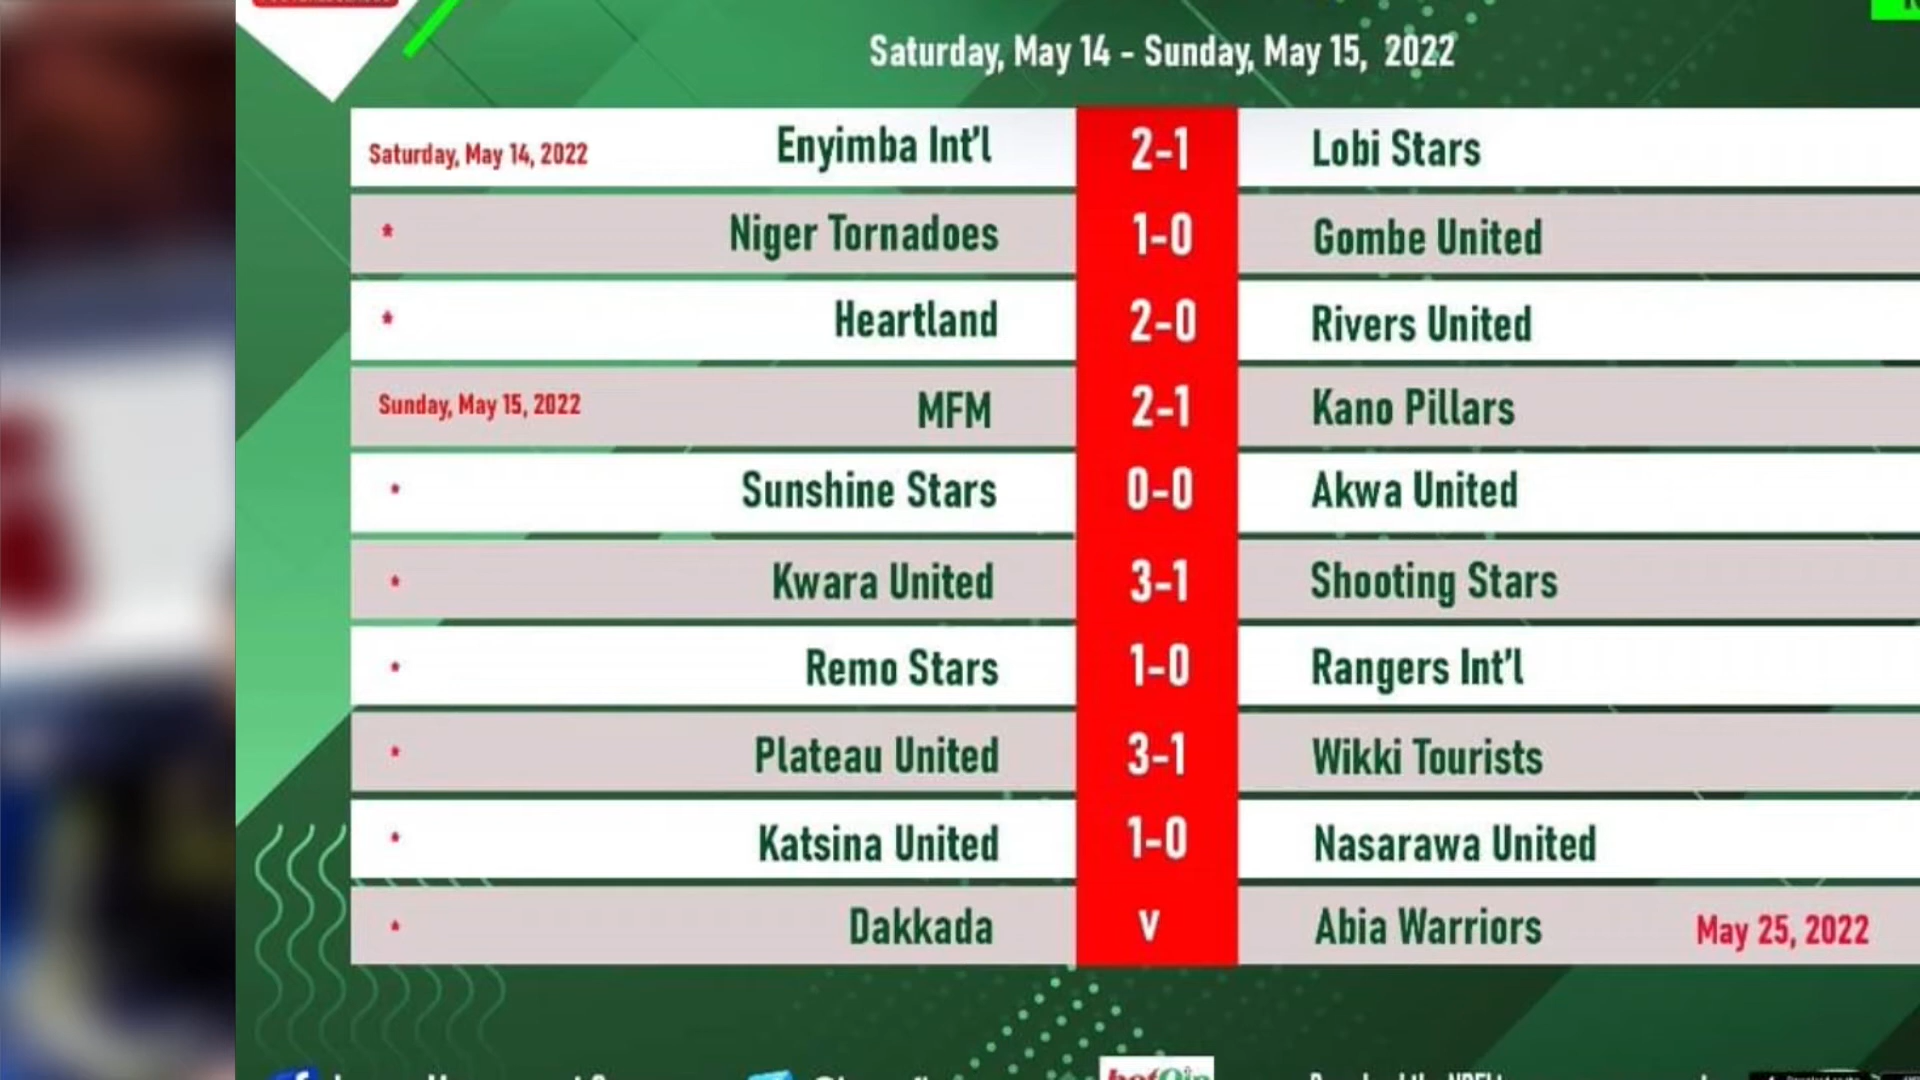 Saturday, May 14 - Sunday, May 15, 2022
Saturday, May 14, 2022 Enyimba Int'l 2-1 Lobi Stars
* Niger Tornadoes 1-0 Gombe United
* Heartland 2-0 Rivers United
Sunday, May 15, 2022 MFM 2-1 Kano Pillars
* Sunshine Stars 0-0 Akwa United
* Kwara United 3-1 Shooting Stars
* Remo Stars 1-0 Rangers Int'l
* Plateau United 3-1 Wikki Tourists
* Katsina United 1-0 Nasarawa United
* Dakkada V Abia Warriors May 25, 2022